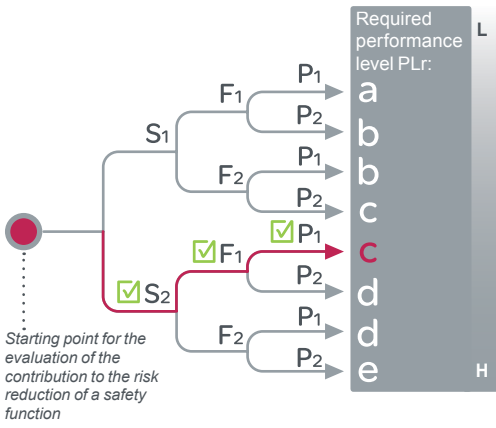 Required
performance
level PLr:
L
P1
a
F1
P2
b
S1
P1
b
F2
P2
c
P1
c
F1
P2
d
S2
P1
d
F2
P2
e
H
Starting point for the
evaluation of the
contribution to the risk
reduction of a safety
function